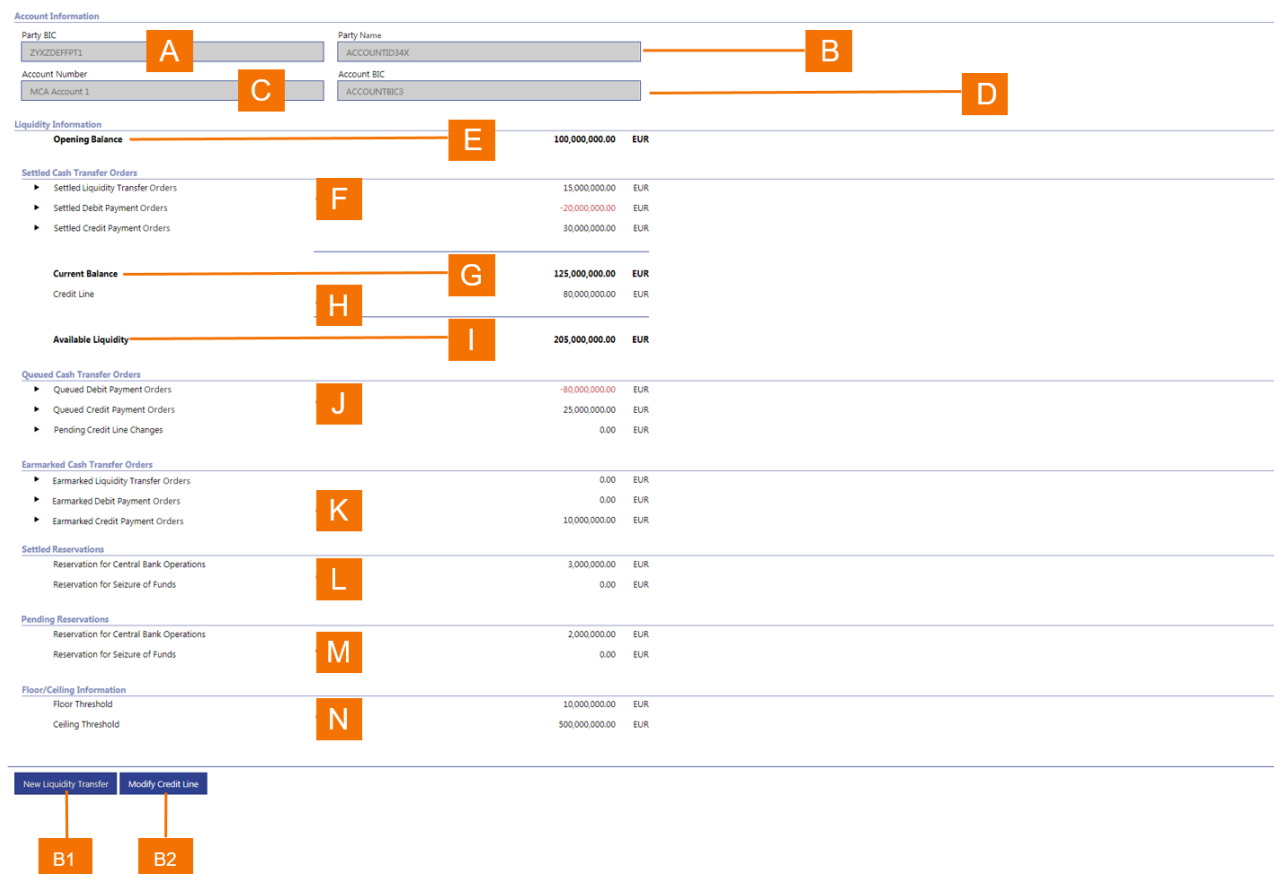 Account Information
Party BIC Party Name
ZYXZDEFFPT1 A ACCOUNTID34X B
Account Number Account BIC
MCA Account 1 C ACCOUNTBIC3 D
Liquidity Information
Opening Balance E 100,000,000.00 EUR
Settled Cash Transfer Orders
Settled Liquidity Transfer Orders 15,000,000.00 EUR
F
Settled Debit Payment Orders -20,000,000.00 EUR
Settled Credit Payment Orders 30,000,000.00 EUR
Current Balance G 125,000,000.00 EUR
Credit Line H 80,000,000.00 EUR
Available Liquidity I 205,000,000.00 EUR
Queued Cash Transfer Orders
Queued Debit Payment Orders -80,000,000.00 EUR
J
Queued Credit Payment Orders 25,000,000.00 EUR
Pending Credit Line Changes 0.00 EUR
Earmarked Cash Transfer Orders
Earmarked Liquidity Transfer Orders 0.00 EUR
Earmarked Debit Payment Orders 0.00 EUR
K
Earmarked Credit Payment Orders 10,000,000.00 EUR
Settled Reservations
Reservation for Central Bank Operations 3,000,000.00 EUR
L
Reservation for Seizure of Funds 0.00 EUR
Pending Reservations
Reservation for Central Bank Operations 2,000,000.00 EUR
M
Reservation for Seizure of Funds 0.00 EUR
Floor/Ceiling Information
Floor Threshold 10,000,000.00 EUR
N
Ceiling Threshold 500,000,000.00 EUR
New Liquidity Transfer Modify Credit Line
B1 B2